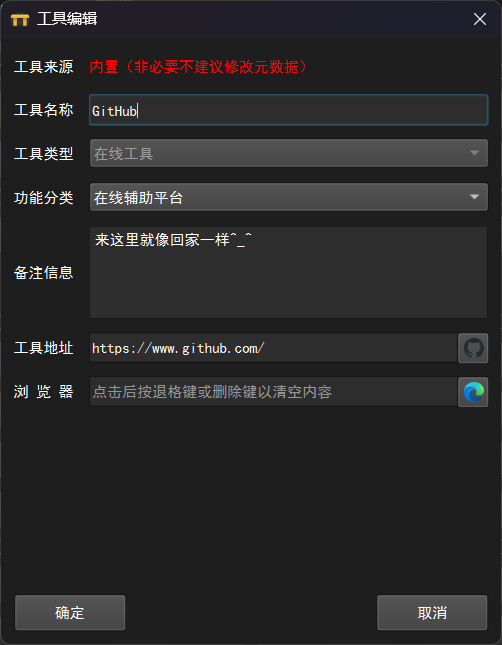 工具编辑
工具来源 内置（非必要不建议修改元数据）
工具名称 GitHub
工具类型 在线工具
功能分类 在线辅助平台
备注信息 来这里就像回家一样^_^
工具地址 https://www.github.com/
浏 览 器 点击后按退格键或删除键以清空内容
确定 取消